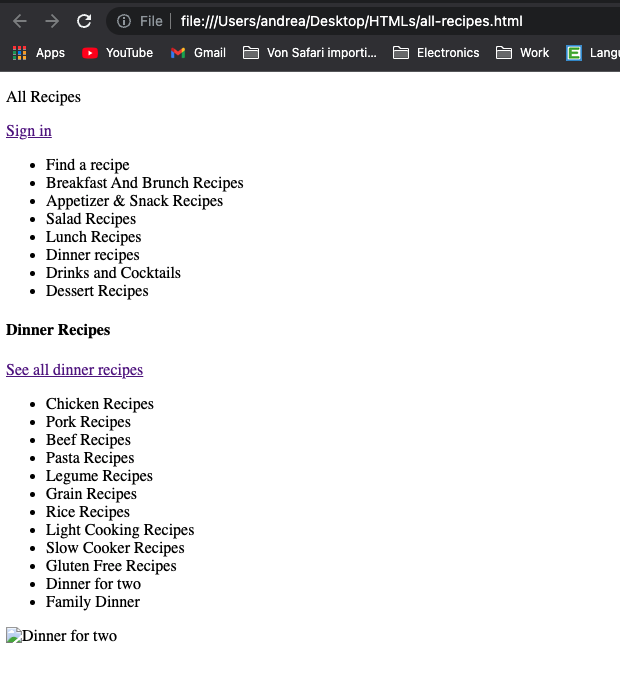 File file:///Users/andrea/Desktop/HTMLs/all-recipes.html
Apps YouTube Gmail Von Safari importi... Electronics Work Langu
All Recipes
Sign in
Find a recipe
Breakfast And Brunch Recipes
Appetizer & Snack Recipes
Salad Recipes
Lunch Recipes
Dinner recipes
Drinks and Cocktails
Dessert Recipes
Dinner Recipes
See all dinner recipes
Chicken Recipes
Pork Recipes
Beef Recipes
Pasta Recipes
Legume Recipes
Grain Recipes
Rice Recipes
Light Cooking Recipes
Slow Cooker Recipes
Gluten Free Recipes
Dinner for two
Family Dinner
Dinner for two